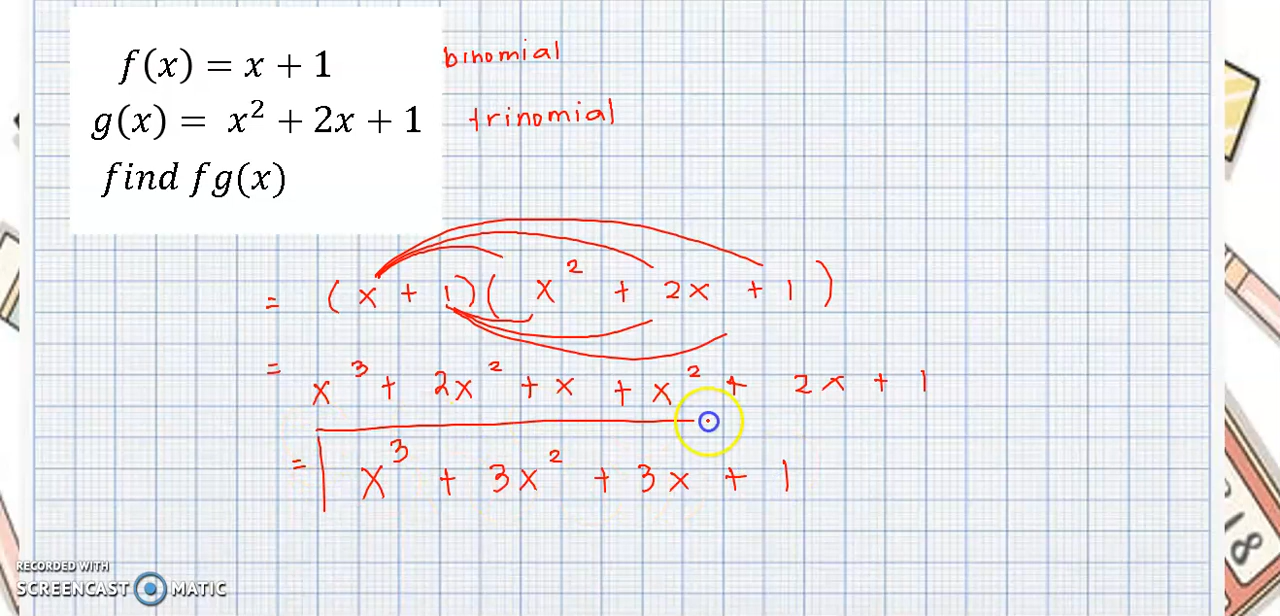 f(x) = x + 1
binomial
g(x) = x² + 2x + 1
trinomial
find fg(x)
= (x + 1)(x² + 2x + 1)
= x³ + 2x² + x + x² + 2x + 1
= x³ + 3x² + 3x + 1
RECORDED WITH
SCREENCAST MATIC